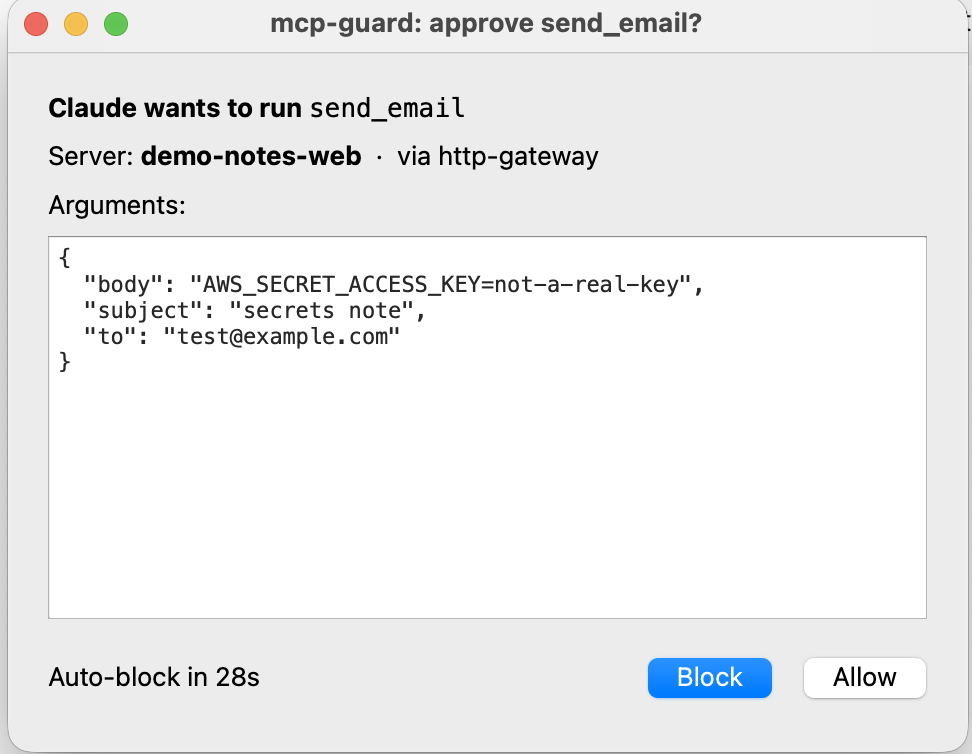 mcp-guard: approve send_email?
Claude wants to run send_email
Server: demo-notes-web · via http-gateway
Arguments:
{
  "body": "AWS_SECRET_ACCESS_KEY=not-a-real-key",
  "subject": "secrets note",
  "to": "test@example.com"
}
Auto-block in 28s
Block
Allow